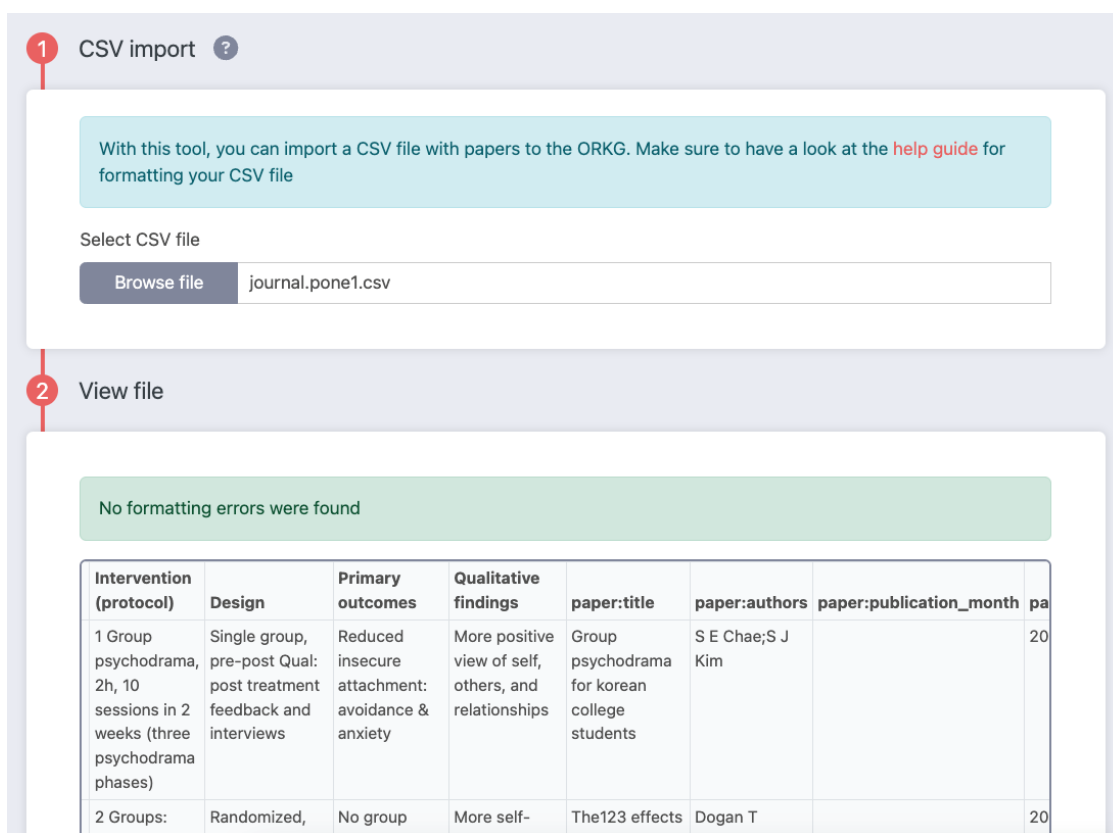 1 CSV import ?
With this tool, you can import a CSV file with papers to the ORKG. Make sure to have a look at the help guide for
formatting your CSV file
Select CSV file
Browse file journal.pone1.csv
2 View file
No formatting errors were found
Intervention
(protocol)
Design
Primary
outcomes
Qualitative
findings
paper:title
paper:authors
paper:publication_month
pa
1 Group
psychodrama,
2h, 10
sessions in 2
weeks (three
psychodrama
phases)
Single group,
pre-post Qual:
post treatment
feedback and
interviews
Reduced
insecure
attachment:
avoidance &
anxiety
More positive
view of self,
others, and
relationships
Group
psychodrama
for korean
college
students
S E Chae;S J
Kim
20
2 Groups:
Randomized,
No group
More self-
The123 effects
Dogan T
20